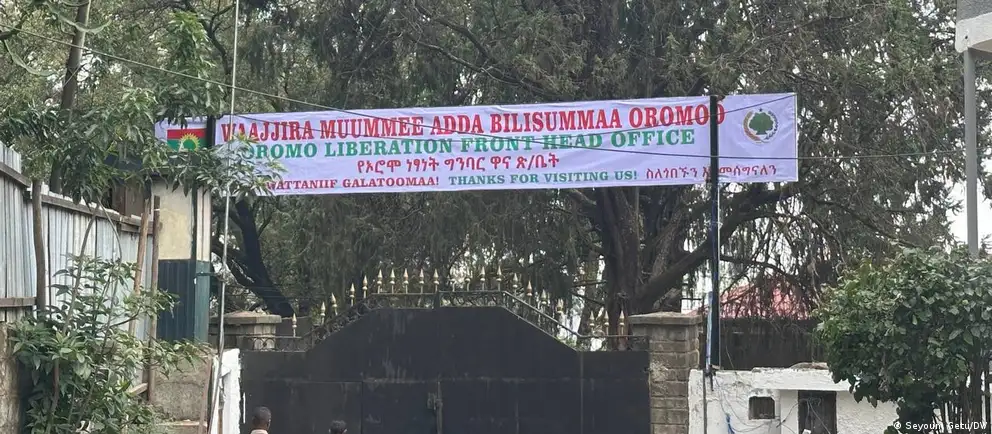 WAAJJIRA MUUMMEE ADDA BILISUMMAA OROMOO
OROMO LIBERATION FRONT HEAD OFFICE
የኦሮሞ ነፃነት ግንባር ዋና ጽ/ቤት
GALATOOMAA! THANKS FOR VISITING US! ስለጎበኙን
© Seyoum Getu/DW